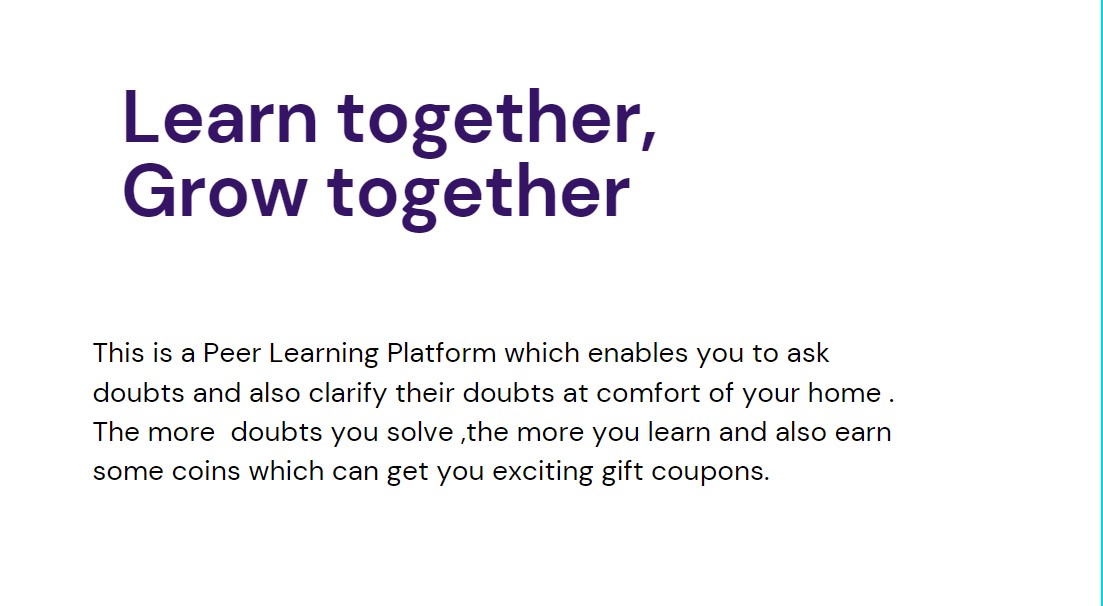 Learn together,
Grow together
This is a Peer Learning Platform which enables you to ask
doubts and also clarify their doubts at comfort of your home .
The more  doubts you solve ,the more you learn and also earn
some coins which can get you exciting gift coupons.